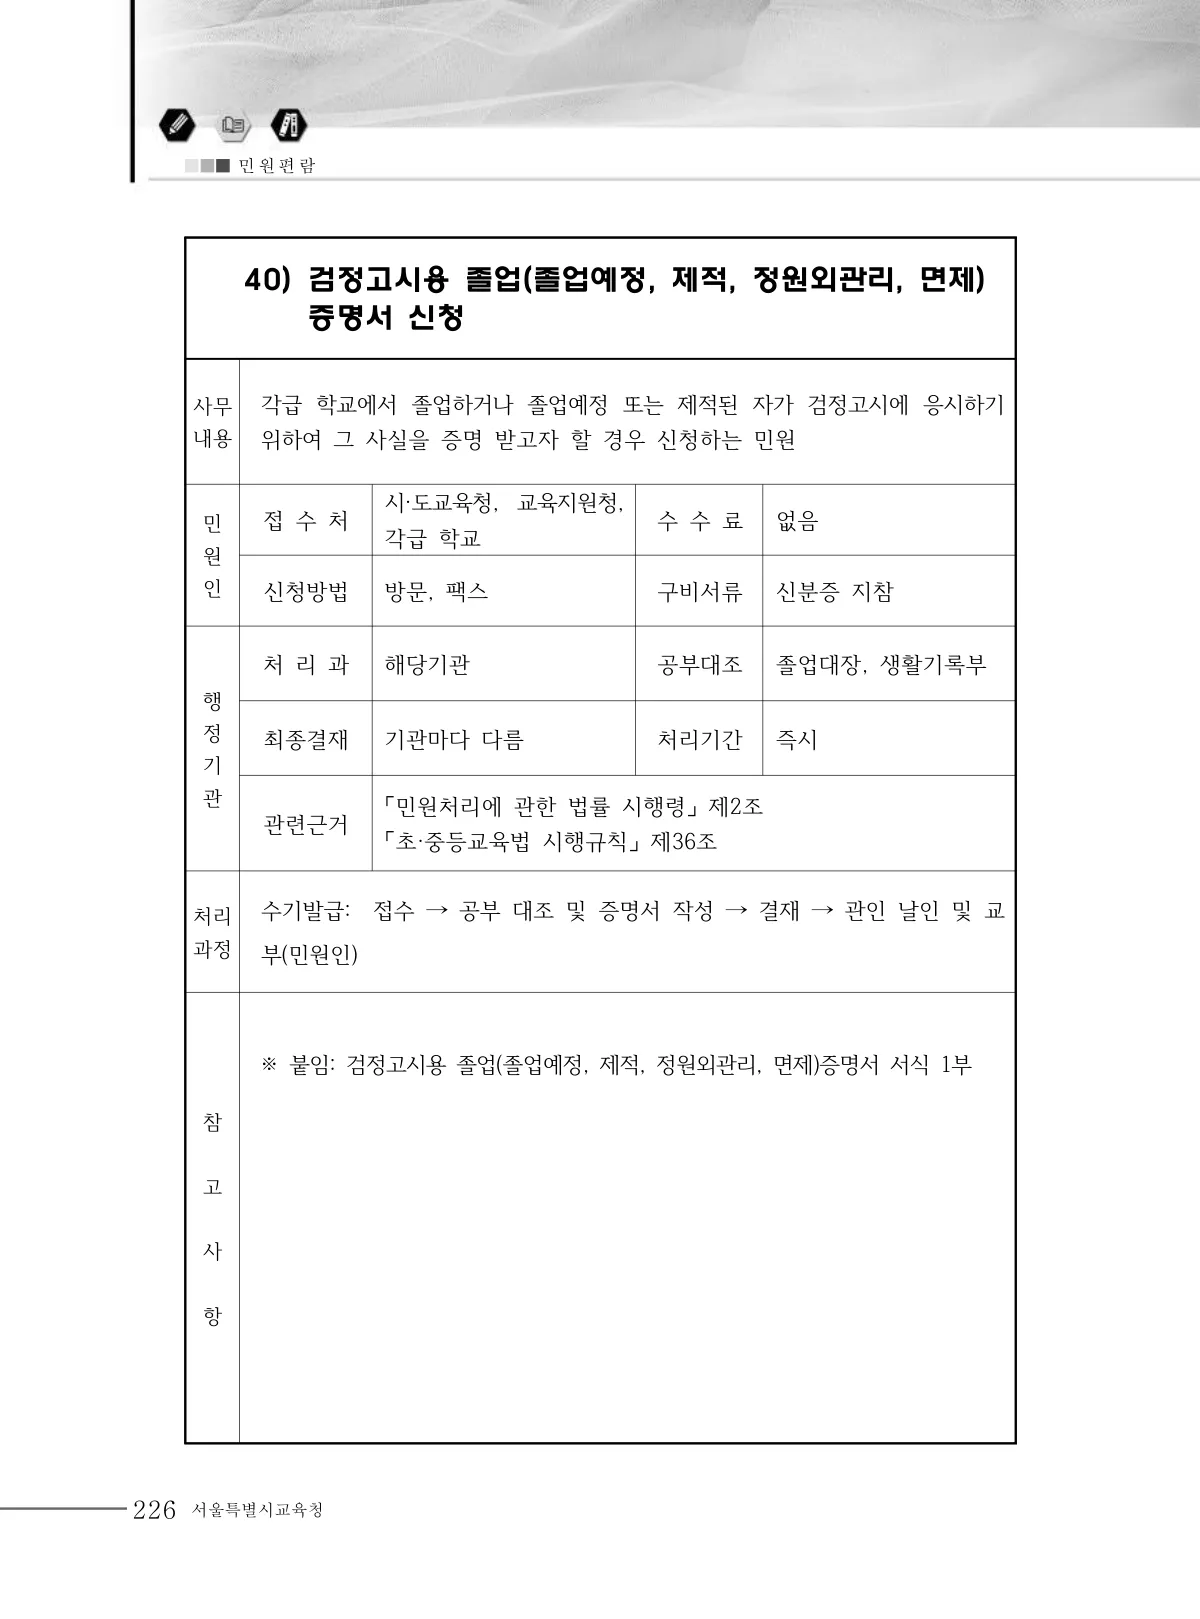 민원편람
40) 검정고시용 졸업(졸업예정, 제적, 정원외관리, 면제)
증명서 신청
사무
내용
각급 학교에서 졸업하거나 졸업예정 또는 제적된 자가 검정고시에 응시하기
위하여 그 사실을 증명 받고자 할 경우 신청하는 민원
민
원
인
접 수 처
시·도교육청, 교육지원청,
각급 학교
수 수 료
없음
신청방법
방문, 팩스
구비서류
신분증 지참
행
정
기
관
처 리 과
해당기관
공부대조
졸업대장, 생활기록부
최종결재
기관마다 다름
처리기간
즉시
관련근거
「민원처리에 관한 법률 시행령」제2조
「초·중등교육법 시행규칙」제36조
처리
과정
수기발급: 접수 → 공부 대조 및 증명서 작성 → 결재 → 관인 날인 및 교
부(민원인)
참
고
사
항
※ 붙임: 검정고시용 졸업(졸업예정, 제적, 정원외관리, 면제)증명서 서식 1부
226 서울특별시교육청